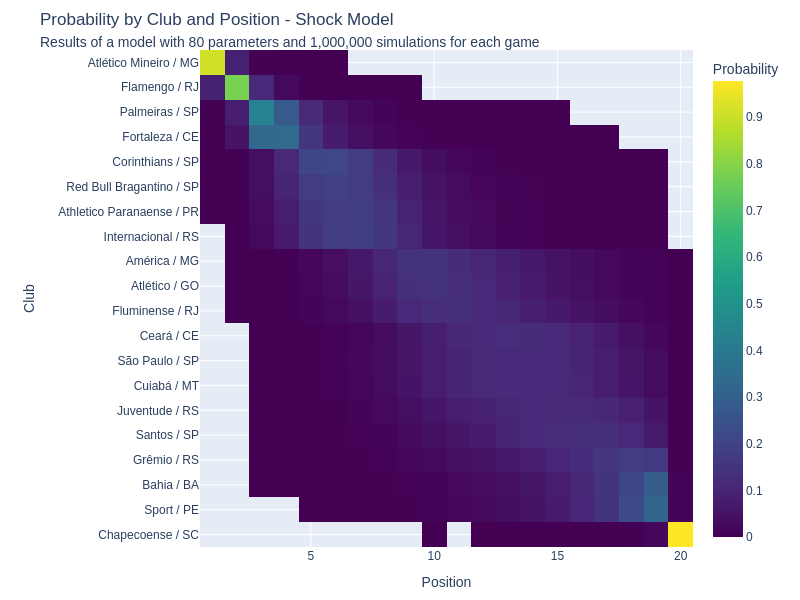 Probability by Club and Position - Shock Model
Results of a model with 80 parameters and 1,000,000 simulations for each game
Probability
Atlético Mineiro / MG
Flamengo / RJ
Palmeiras / SP
Fortaleza / CE
Corinthians / SP
Red Bull Bragantino / SP
Athletico Paranaense / PR
Internacional / RS
América / MG
Atlético / GO
Fluminense / RJ
Ceará / CE
São Paulo / SP
Cuiabá / MT
Juventude / RS
Santos / SP
Grêmio / RS
Bahia / BA
Sport / PE
Chapecoense / SC
Club
5
10
15
20
Position
0.9
0.8
0.7
0.6
0.5
0.4
0.3
0.2
0.1
0